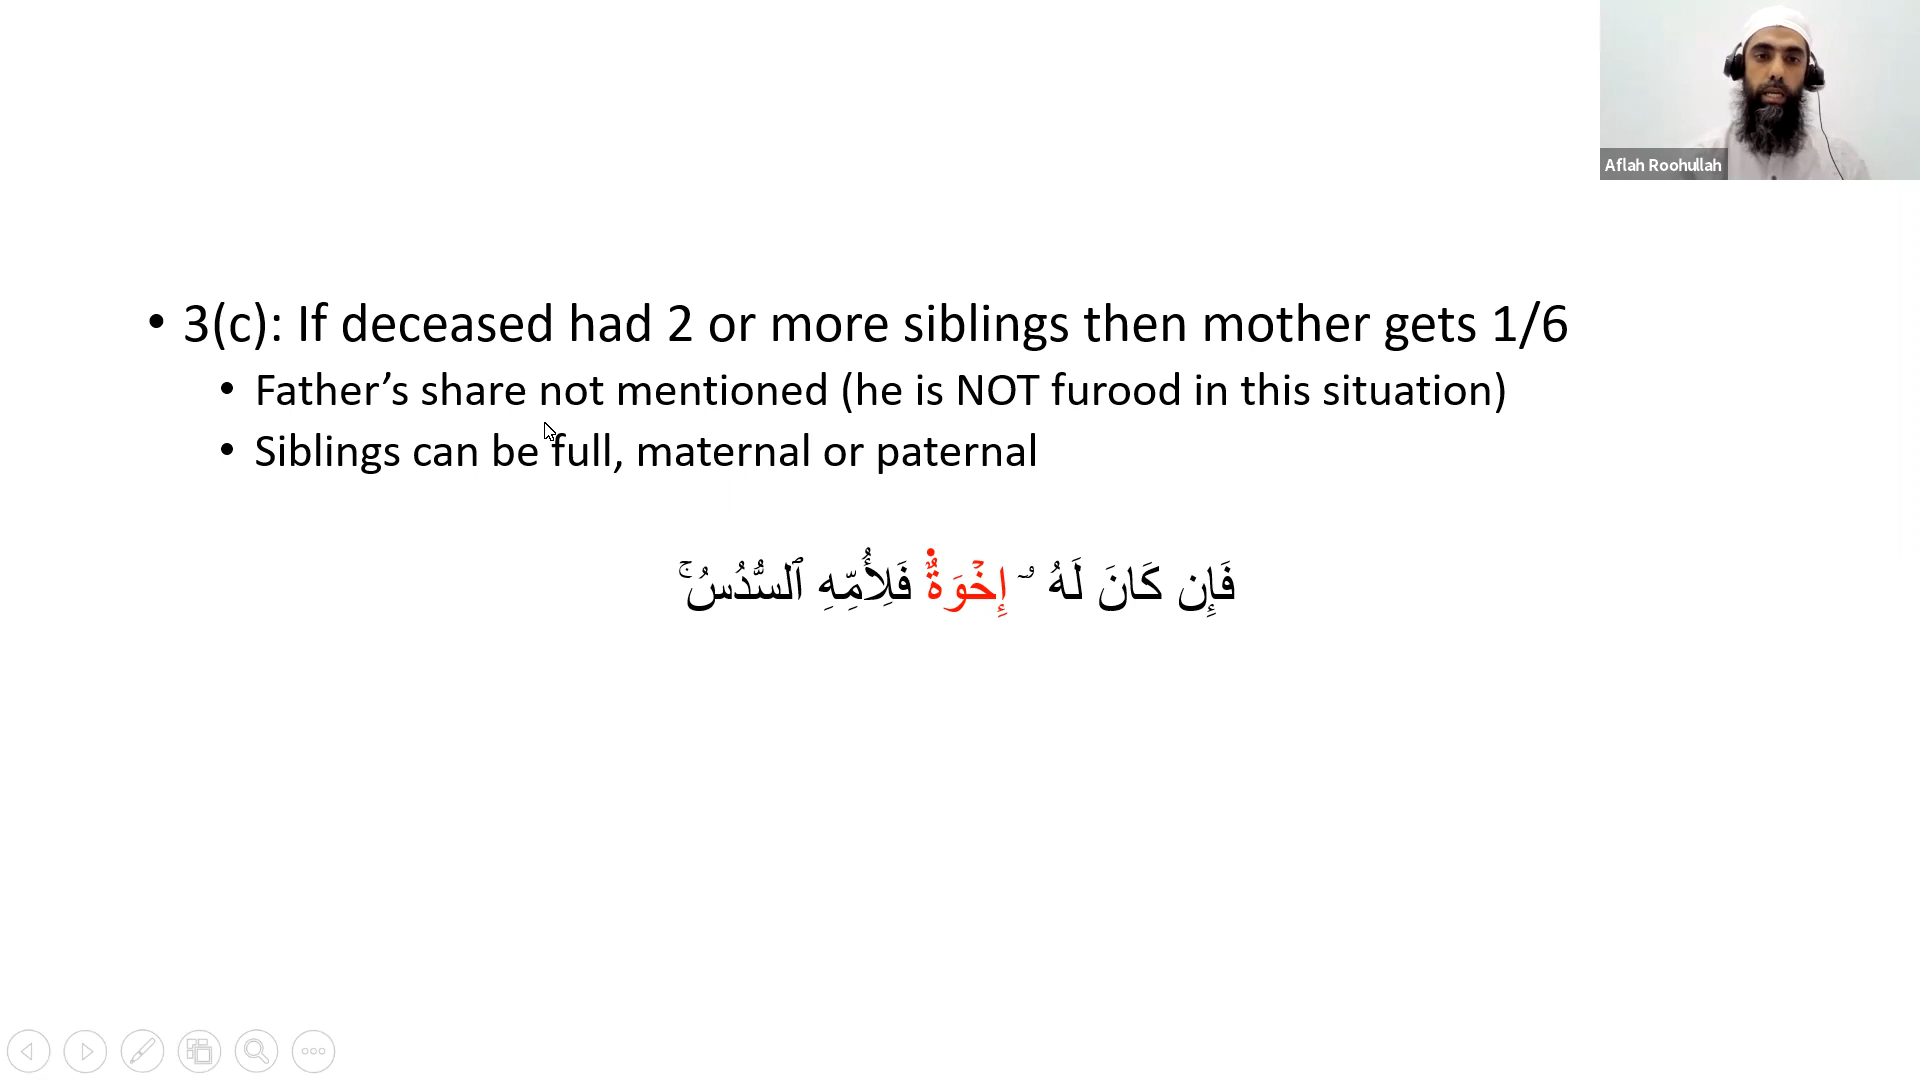 Aflah Roohullah
• 3(c): If deceased had 2 or more siblings then mother gets 1/6
• Father’s share not mentioned (he is NOT furood in this situation)
• Siblings can be full, maternal or paternal
فَإِن كَانَ لَهُۥٓ إِخۡوَةٞ فَلِأُمِّهِ ٱلسُّدُسُۚ